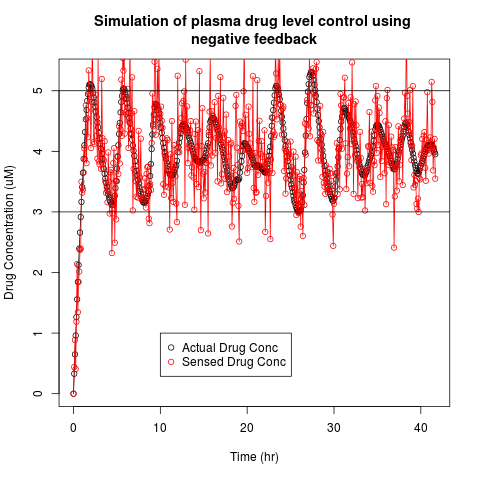 Simulation of plasma drug level control using
negative feedback
Drug Concentration (uM)
5
4
3
2
1
0
Actual Drug Conc
Sensed Drug Conc
0 10 20 30 40
Time (hr)